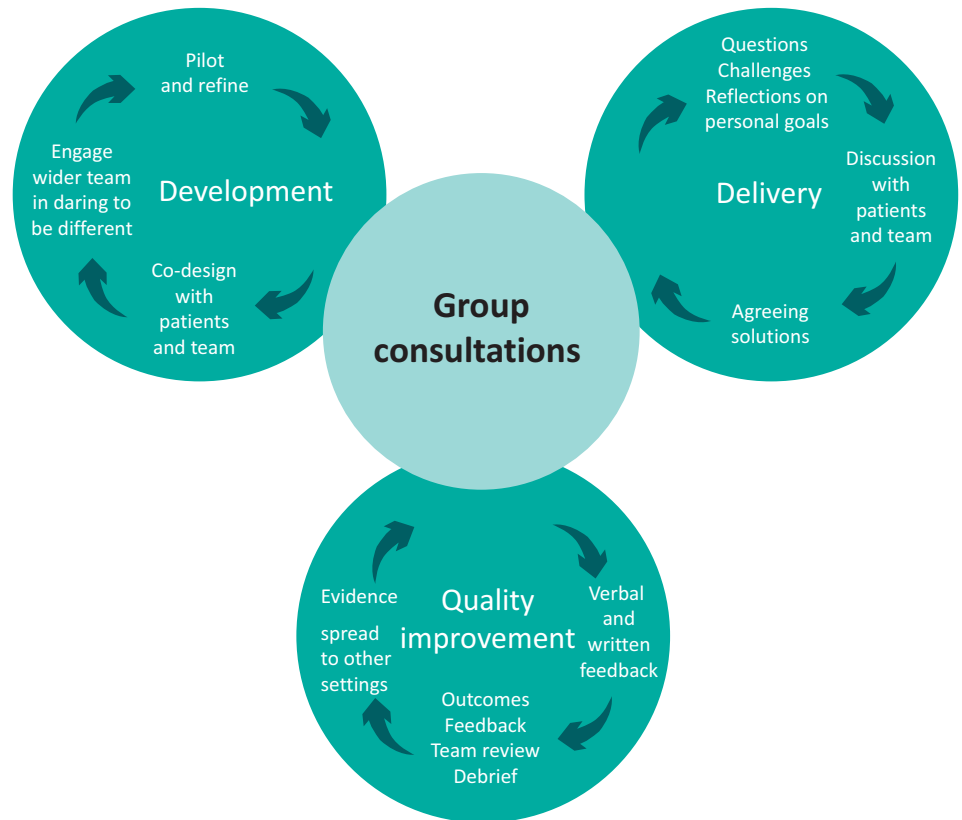 Pilot
and refine
Engage
wider team
in daring to
be different
Development
Co-design
with
patients
and team
Questions
Challenges
Reflections on
personal goals
Delivery
Discussion
with
patients
and team
Agreeing
solutions
Group
consultations
Evidence
spread
to other
settings
Quality
improvement
Verbal
and
written
feedback
Outcomes
Feedback
Team review
Debrief